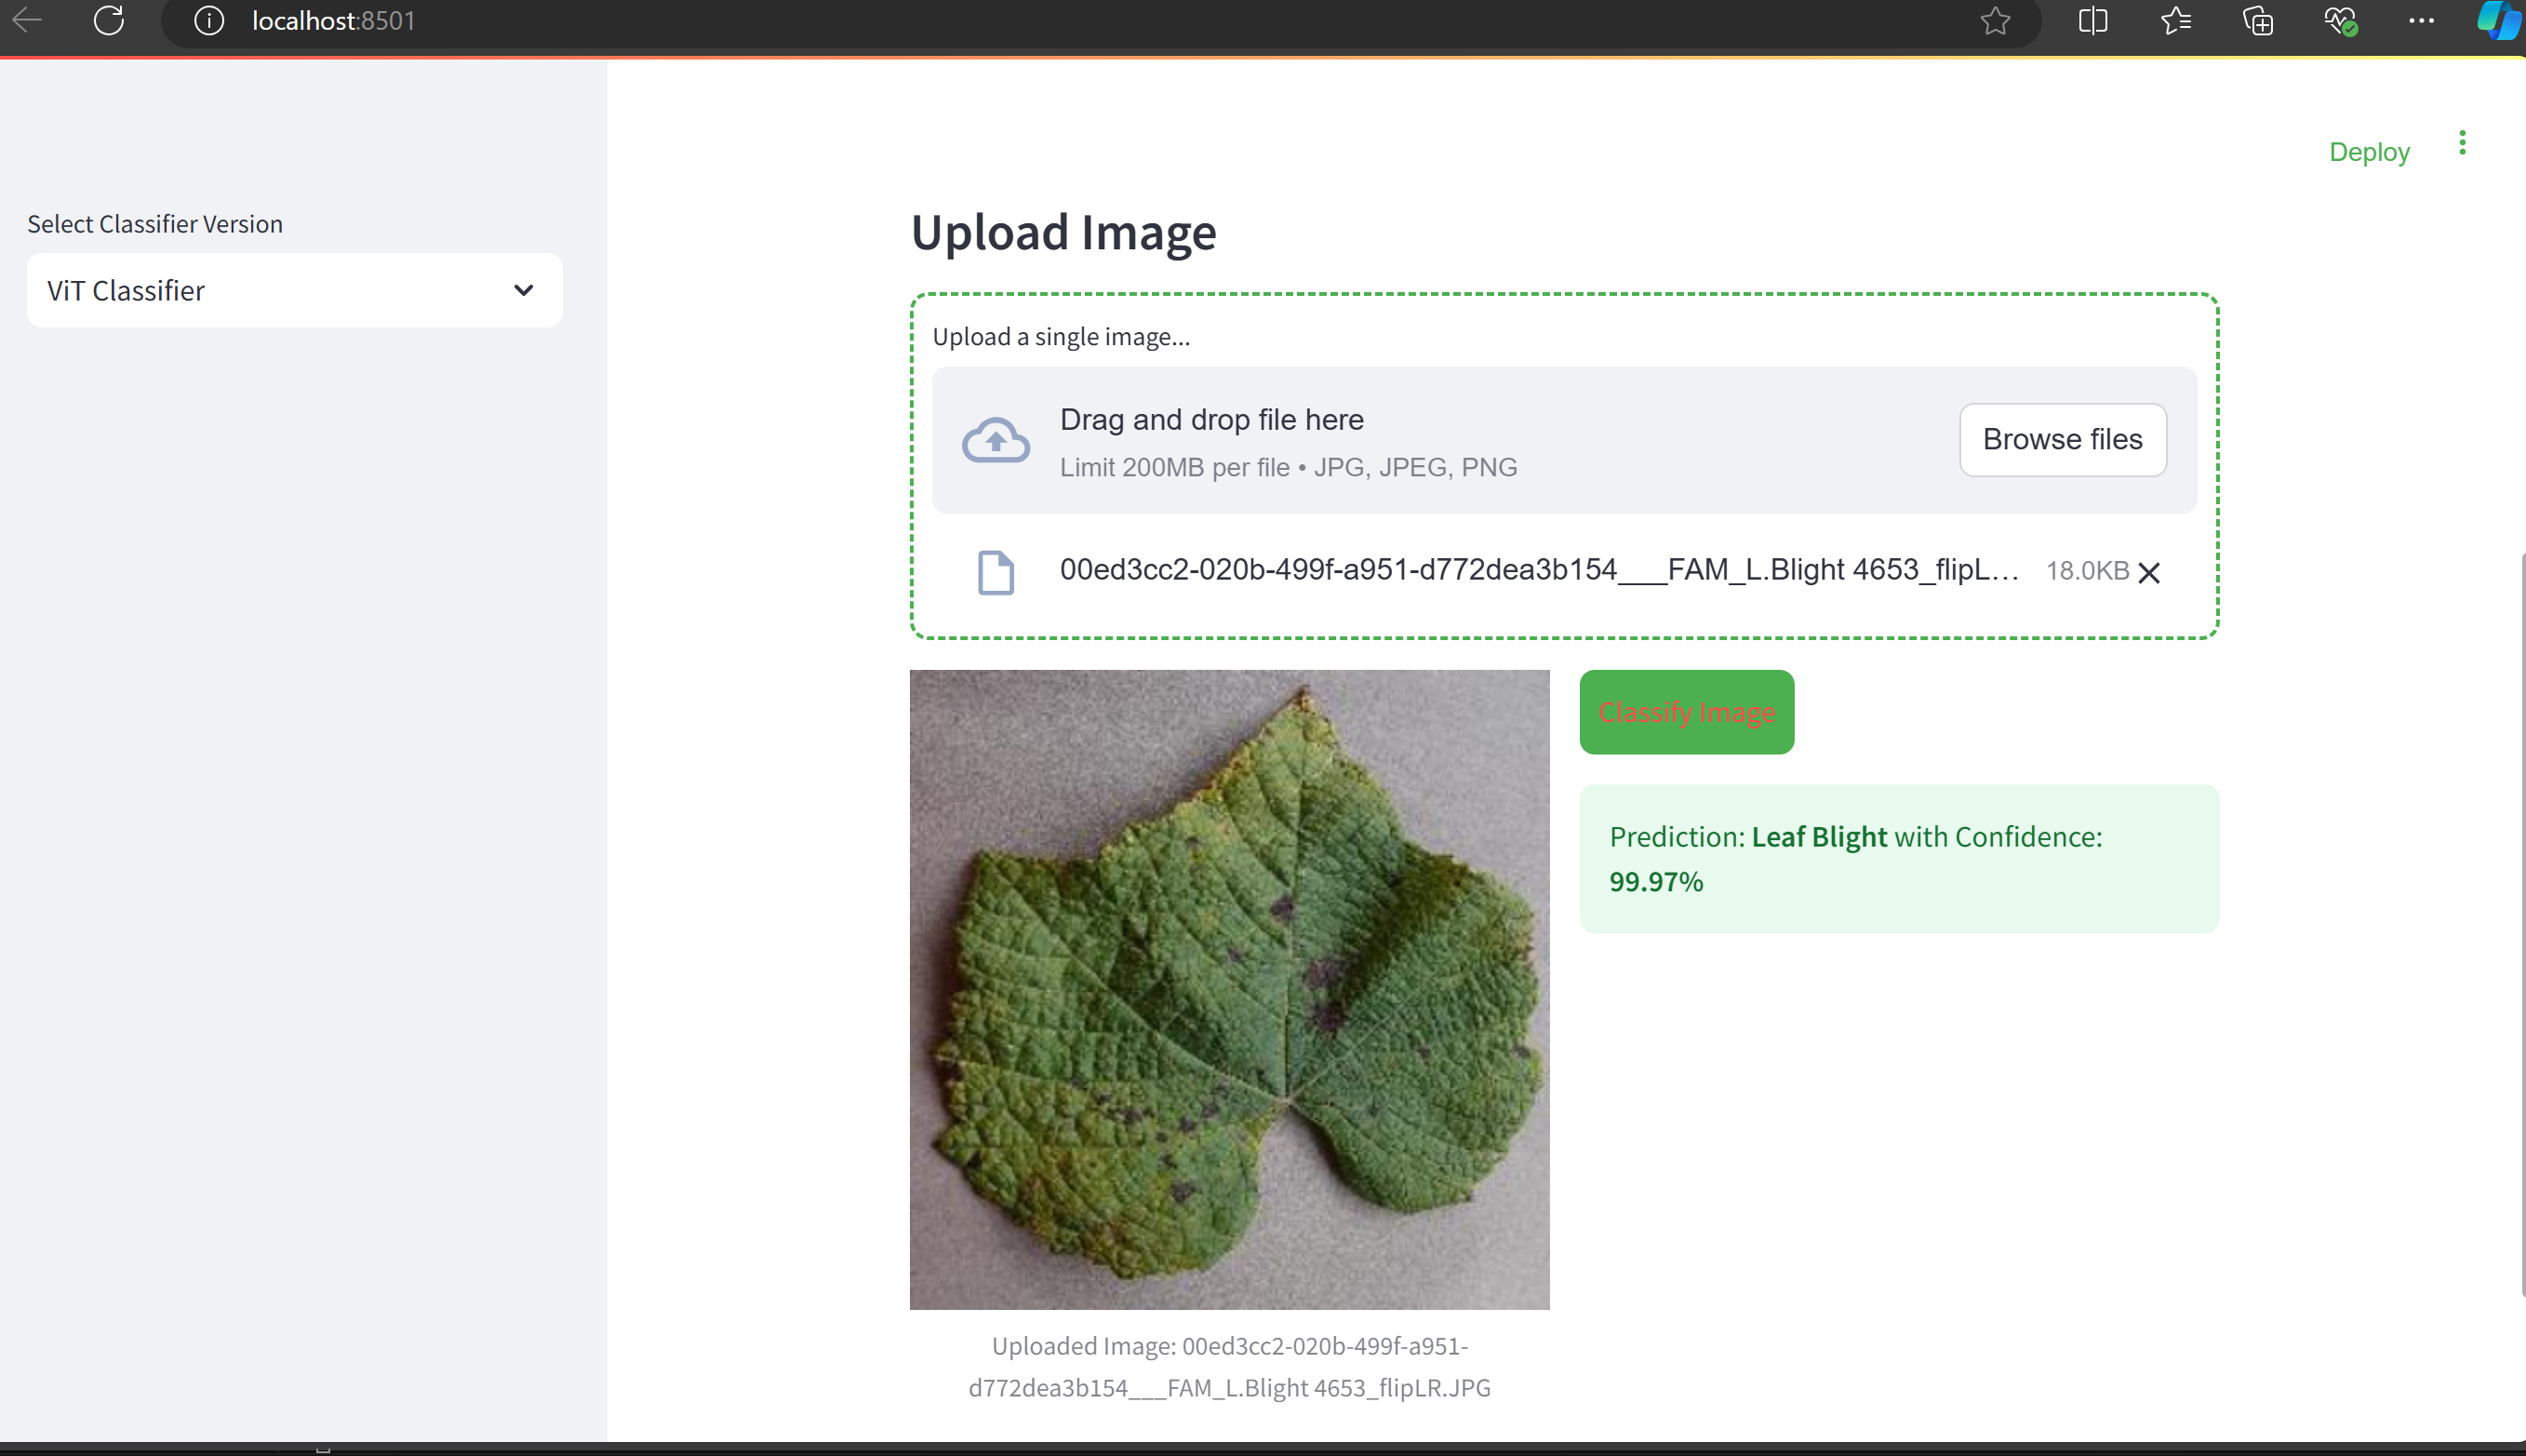 localhost:8501
Deploy
Select Classifier Version
ViT Classifier
Upload Image
Upload a single image...
Drag and drop file here
Limit 200MB per file • JPG, JPEG, PNG
Browse files
00ed3cc2-020b-499f-a951-d772dea3b154___FAM_L.Blight 4653_flipL...
18.0KB
Classify Image
Prediction: Leaf Blight with Confidence:
99.97%
Uploaded Image: 00ed3cc2-020b-499f-a951-
d772dea3b154___FAM_L.Blight 4653_flipLR.JPG